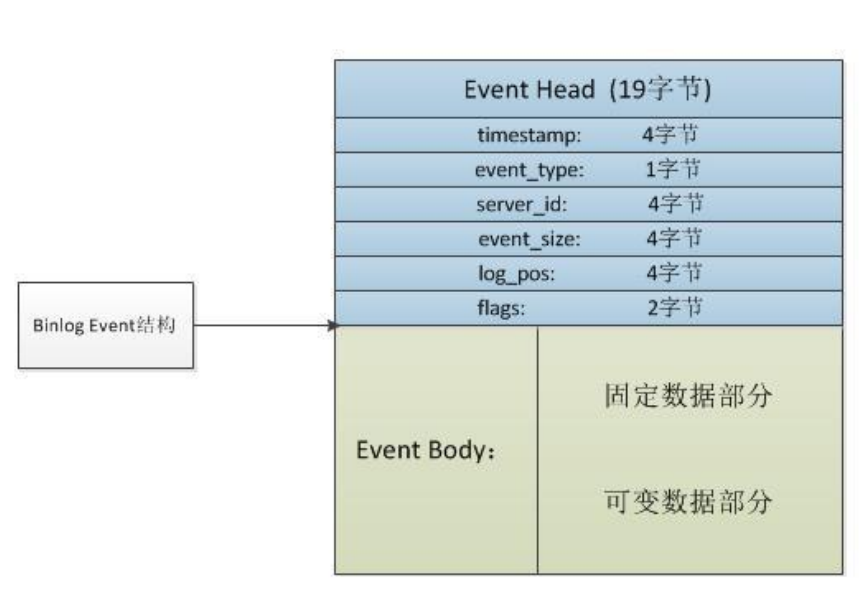 Event Head (19字节)
timestamp: 4字节
event_type: 1字节
server_id: 4字节
event_size: 4字节
log_pos: 4字节
flags: 2字节
Binlog Event结构
固定数据部分
Event Body：
可变数据部分